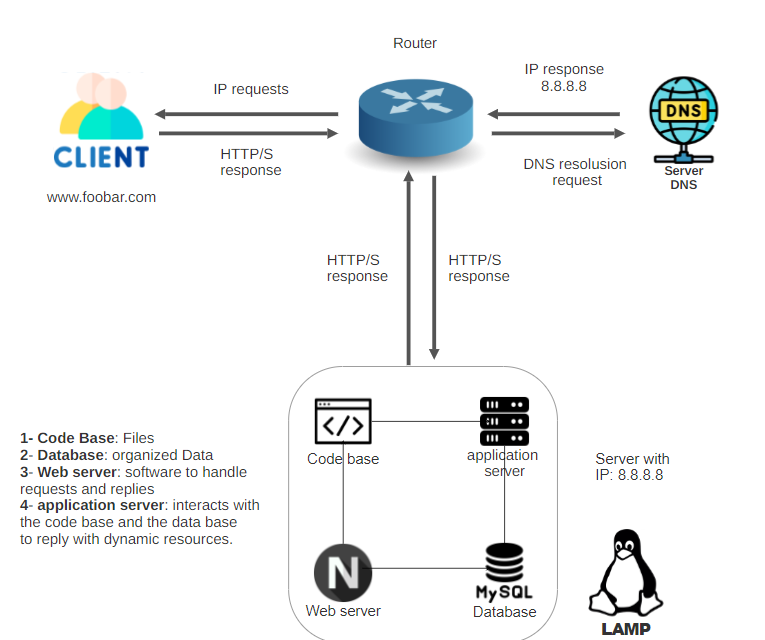 Router
IP requests
IP response
8.8.8.8
DNS
CLIENT
HTTP/S
response
DNS resolusion
request
Server
DNS
www.foobar.com
HTTP/S
response
HTTP/S
response
1- Code Base: Files
2- Database: organized Data
3- Web server: software to handle
requests and replies
4- application server: interacts with
the code base and the data base
to reply with dynamic resources.
</>
Code base
application
server
Server with
IP: 8.8.8.8
N
Web server
MySQL
Database
LAMP